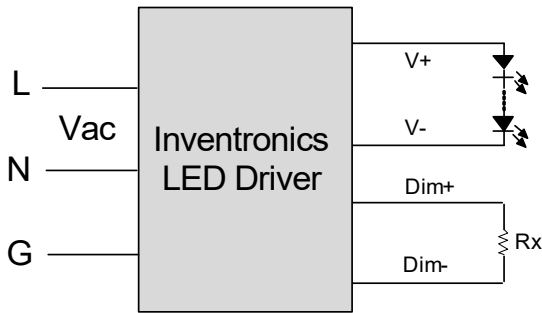 L
Vac
N
G
Inventronics
LED Driver
V+
V-
Dim+
Dim-
Rx